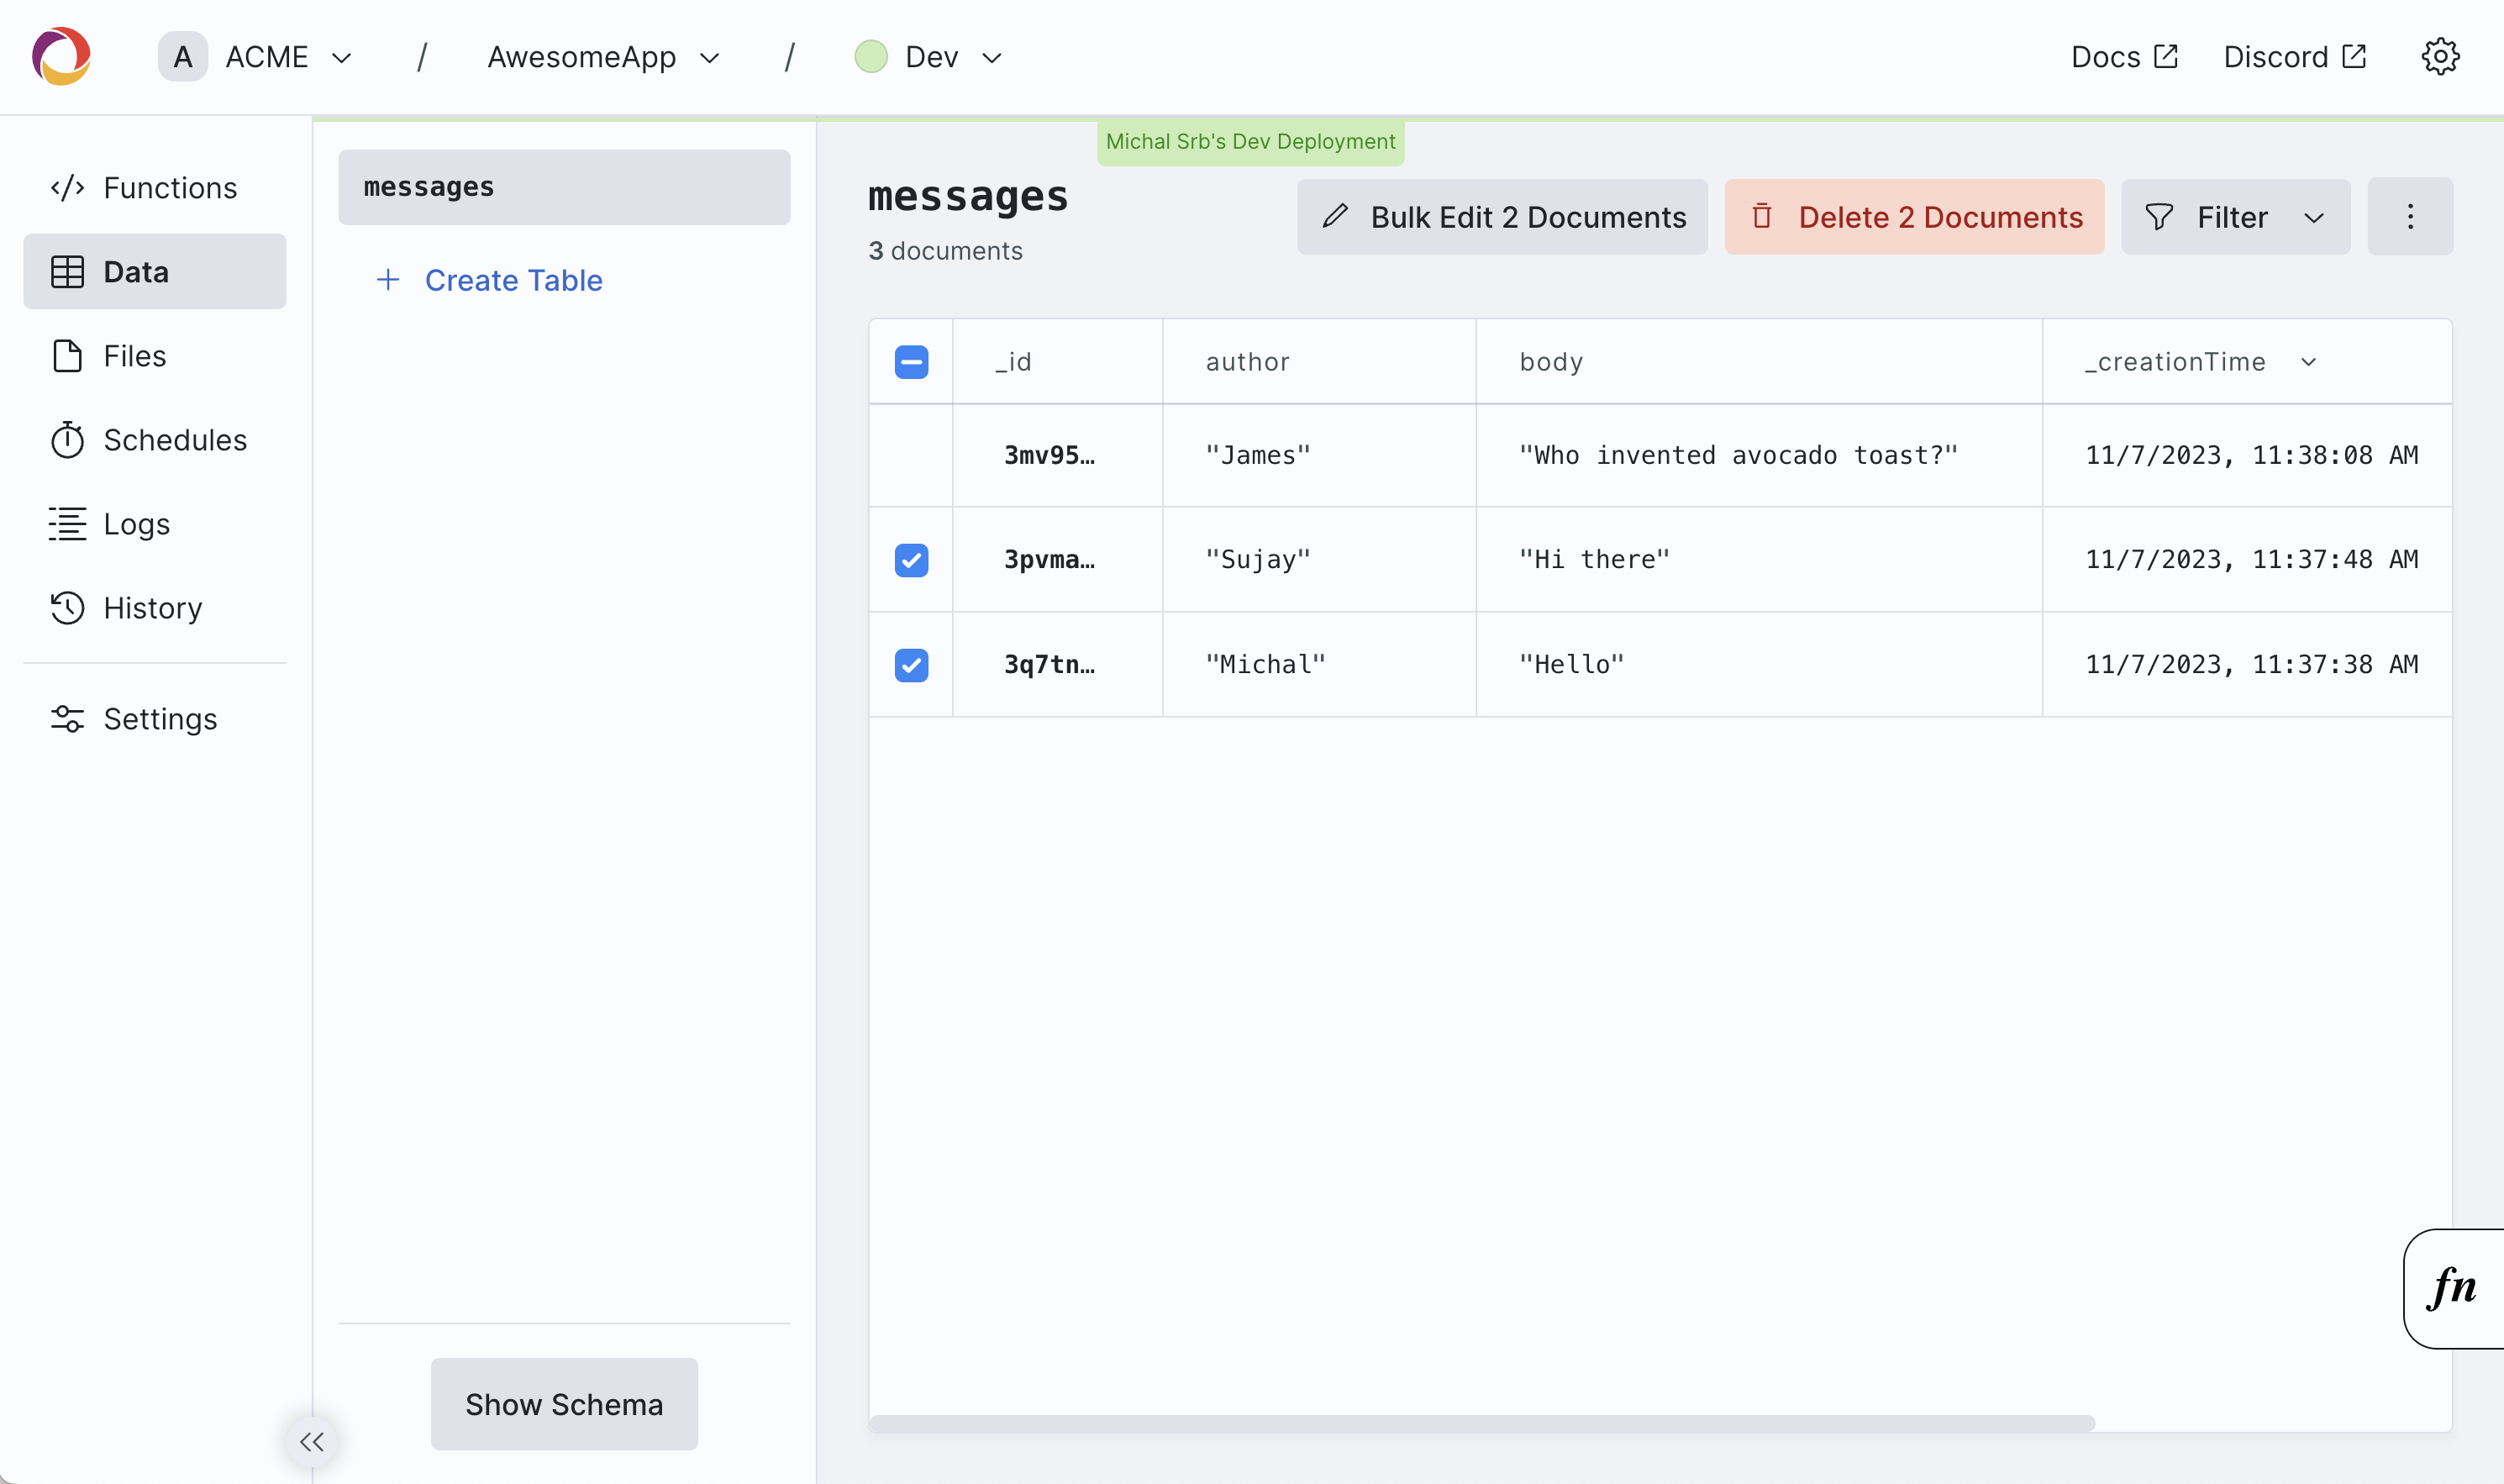 A ACME / AwesomeApp / Dev Docs Discord
Michal Srb's Dev Deployment
Functions
Data
Files
Schedules
Logs
History
Settings
messages
+ Create Table
Show Schema
messages
3 documents
Bulk Edit 2 Documents Delete 2 Documents Filter
_id author body _creationTime
3mv95… "James" "Who invented avocado toast?" 11/7/2023, 11:38:08 AM
3pvma… "Sujay" "Hi there" 11/7/2023, 11:37:48 AM
3q7tn… "Michal" "Hello" 11/7/2023, 11:37:38 AM
fn